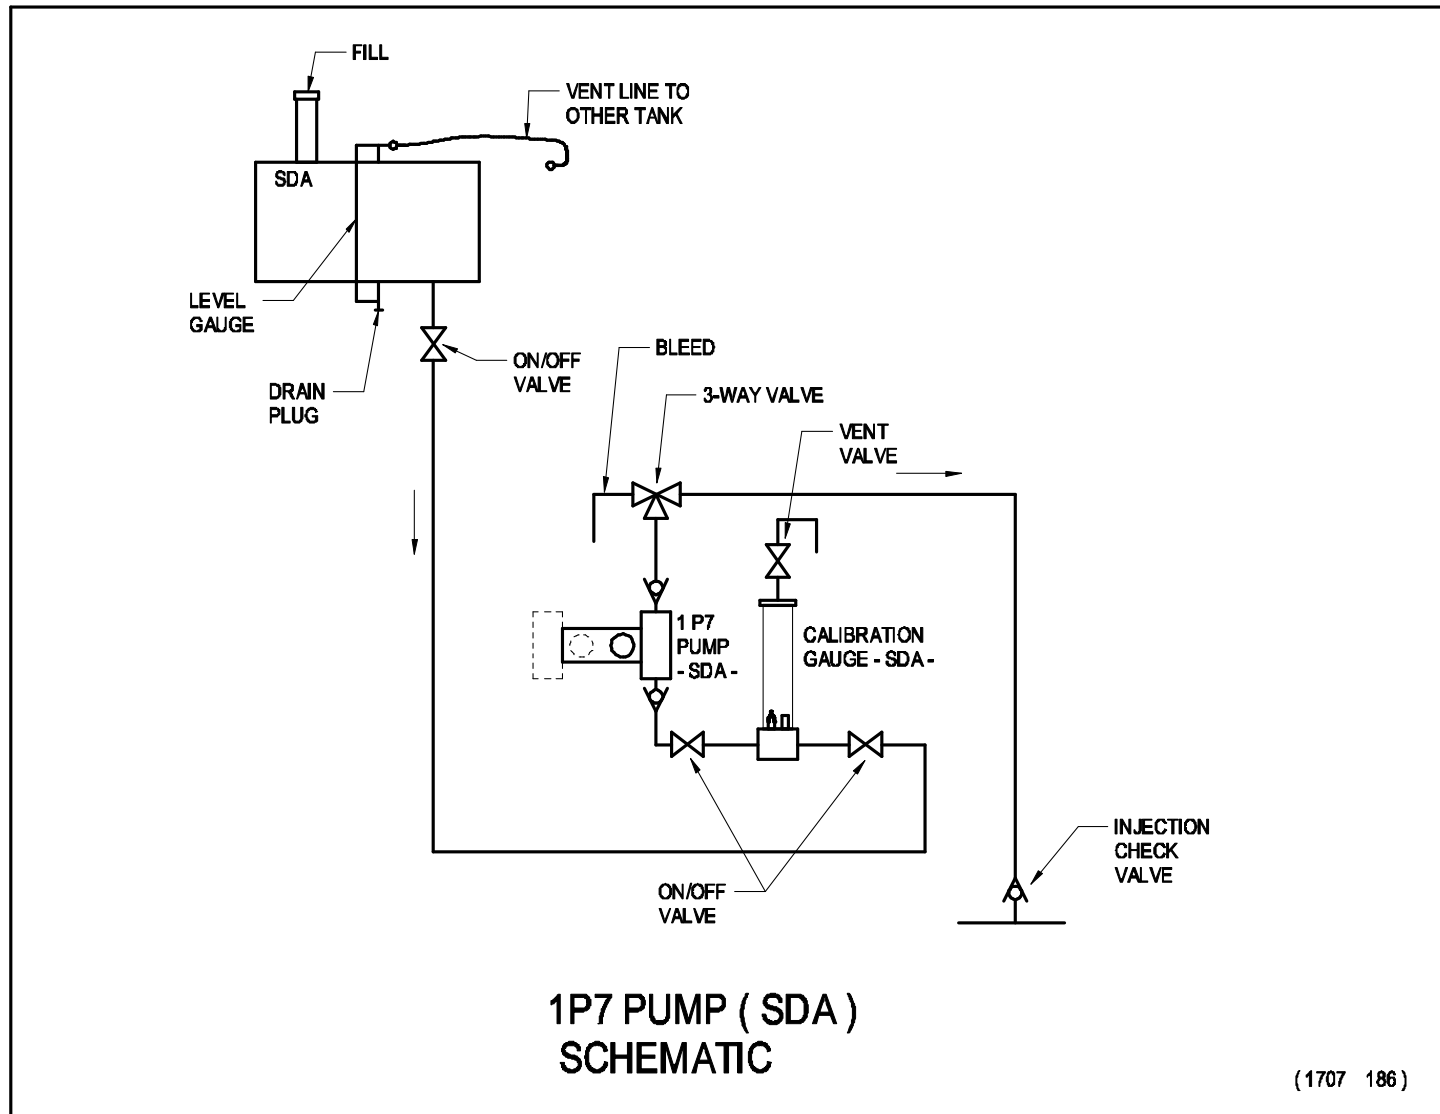 FILL
VENT LINE TO
OTHER TANK
SDA
LEVEL
GAUGE
DRAIN
PLUG
ON/OFF
VALVE
BLEED
3-WAY VALVE
VENT
VALVE
1 P7
PUMP
- SDA -
CALIBRATION
GAUGE - SDA -
ON/OFF
VALVE
INJECTION
CHECK
VALVE
1P7 PUMP ( SDA )
SCHEMATIC
( 1707 186 )